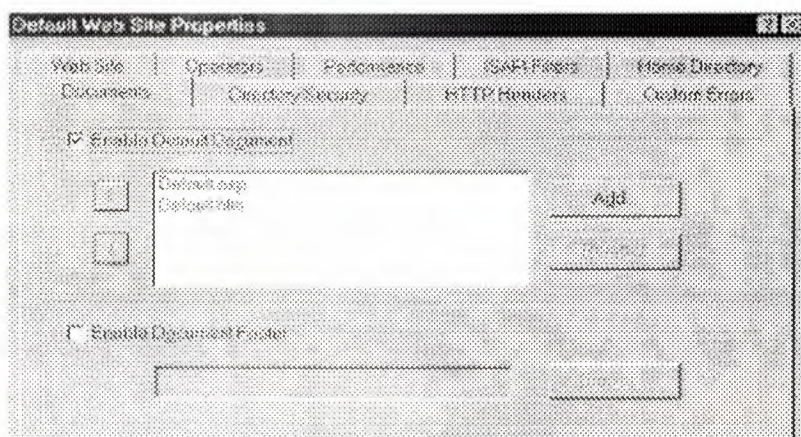 Default Web Site Properties
Web Site Operators Performance ISAPI Filters Home Directory
Documents Directory Security HTTP Headers Custom Errors
Enable Default Document
Default.asp
Default.htm
Add
Enable Document Footer